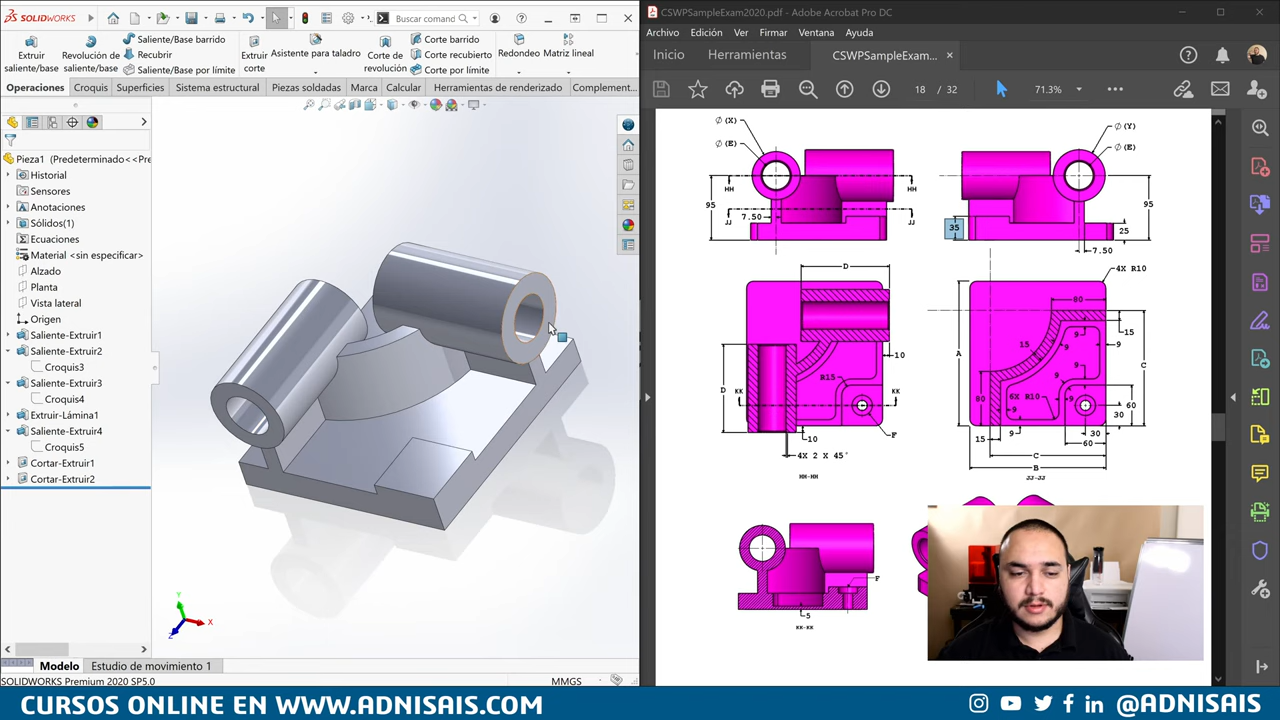 SOLIDWORKS
Buscar comando
Extruir saliente/base
Revolución de saliente/base
Saliente/Base barrido
Recubrir
Saliente/Base por límite
Extruir corte
Asistente para taladro
Corte de revolución
Corte barrido
Corte recubierto
Corte por límite
Redondeo
Matriz lineal
Operaciones
Croquis
Superficies
Sistema estructural
Piezas soldadas
Marca
Calcular
Herramientas de renderizado
Complement...
Pieza1 (Predeterminado<<Pre
Historial
Sensores
Anotaciones
Sólidos(1)
Ecuaciones
Material <sin especificar>
Alzado
Planta
Vista lateral
Origen
Saliente-Extruir1
Saliente-Extruir2
Croquis3
Saliente-Extruir3
Croquis4
Extruir-Lámina1
Saliente-Extruir4
Croquis5
Cortar-Extruir1
Cortar-Extruir2
Y
X
Z
Modelo
Estudio de movimiento 1
SOLIDWORKS Premium 2020 SP5.0
MMGS
CSWPSampleExam2020.pdf - Adobe Acrobat Pro DC
Archivo Edición Ver Firmar Ventana Ayuda
Inicio
Herramientas
CSWPSampleExam...
18 / 32
71.3%
Ø (X)
Ø (E)
HH
HH
95
7.50
JJ
JJ
Ø (Y)
Ø (E)
95
35
25
7.50
D
10
D
KK
KK
R15
10
F
4X 2 X 45°
HH-HH
4X R10
80
15
9
9
15
A
C
9
9
9
80
6X R10
9
9
60
30
15
9
30
60
C
B
JJ-JJ
F
5
KK-KK
CURSOS ONLINE EN WWW.ADNISAIS.COM
@ADNISAIS